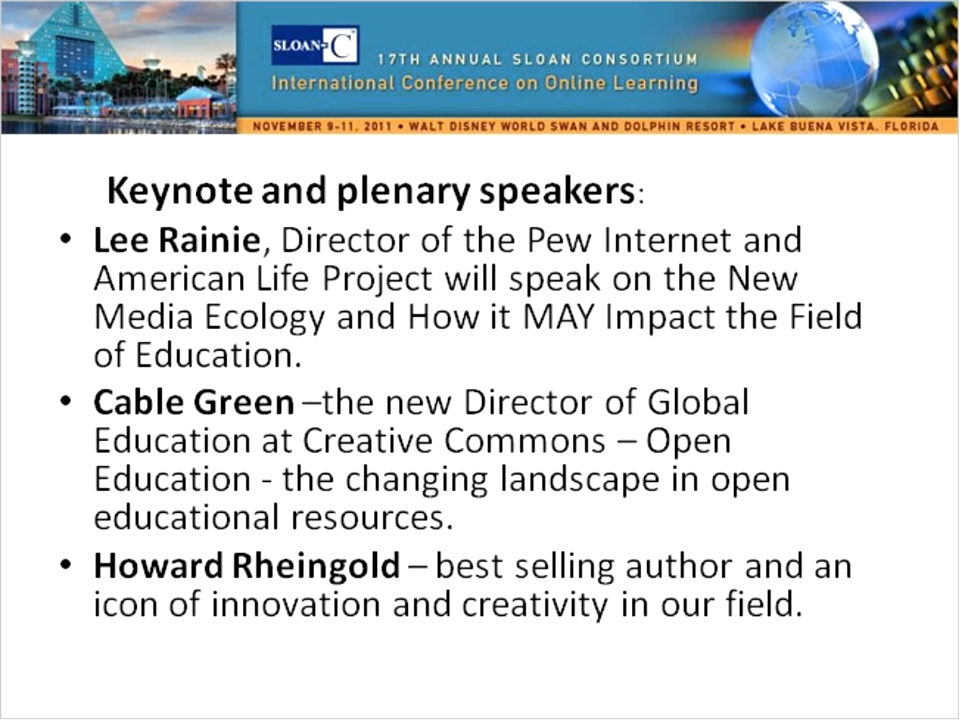 SLOAN-C
17TH ANNUAL SLOAN CONSORTIUM
International Conference on Online Learning
NOVEMBER 9-11, 2011 • WALT DISNEY WORLD SWAN AND DOLPHIN RESORT • LAKE BUENA VISTA, FLORIDA
Keynote and plenary speakers:
• Lee Rainie, Director of the Pew Internet and
American Life Project will speak on the New
Media Ecology and How it MAY Impact the Field
of Education.
• Cable Green –the new Director of Global
Education at Creative Commons – Open
Education - the changing landscape in open
educational resources.
• Howard Rheingold – best selling author and an
icon of innovation and creativity in our field.